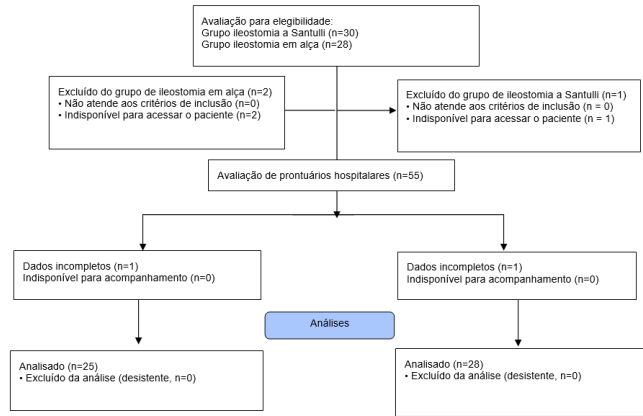 Avaliação para elegibilidade:
Grupo ileostomia a Santulli (n=30)
Grupo ileostomia em alça (n=28)
Excluído do grupo de ileostomia em alça (n=2)
• Não atende aos critérios de inclusão (n=0)
• Indisponível para acessar o paciente (n=2)
Excluído do grupo de ileostomia a Santulli (n=1)
• Não atende aos critérios de inclusão (n = 0)
• Indisponível para acessar o paciente (n = 1)
Avaliação de prontuários hospitalares (n=55)
Dados incompletos (n=1)
Indisponível para acompanhamento (n=0)
Dados incompletos (n=1)
Indisponível para acompanhamento (n=0)
Análises
Analisado (n=25)
• Excluído da análise (desistente, n=0)
Analisado (n=28)
• Excluído da análise (desistente, n=0)